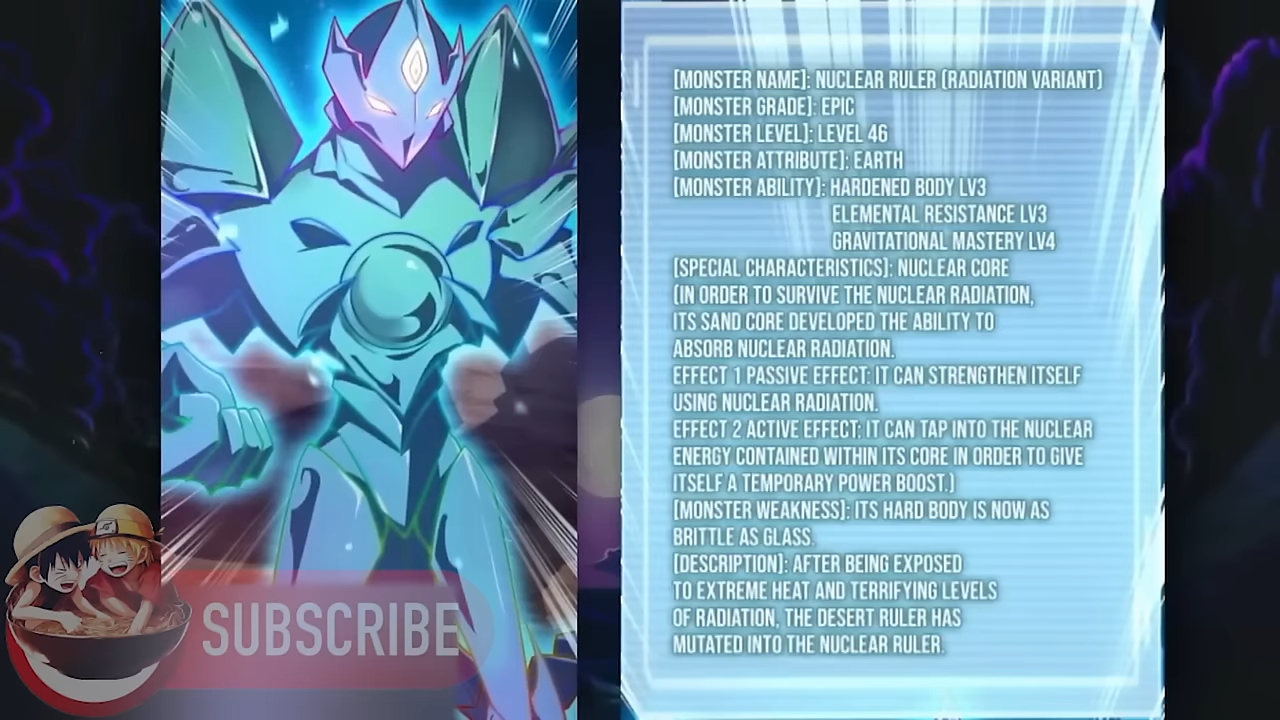 [MONSTER NAME]: NUCLEAR RULER (RADIATION VARIANT)
[MONSTER GRADE]: EPIC
[MONSTER LEVEL]: LEVEL 46
[MONSTER ATTRIBUTE]: EARTH
[MONSTER ABILITY]: HARDENED BODY LV3
ELEMENTAL RESISTANCE LV3
GRAVITATIONAL MASTERY LV4
[SPECIAL CHARACTERISTICS]: NUCLEAR CORE
(IN ORDER TO SURVIVE THE NUCLEAR RADIATION,
ITS SAND CORE DEVELOPED THE ABILITY TO
ABSORB NUCLEAR RADIATION.
EFFECT 1 PASSIVE EFFECT: IT CAN STRENGTHEN ITSELF
USING NUCLEAR RADIATION.
EFFECT 2 ACTIVE EFFECT: IT CAN TAP INTO THE NUCLEAR
ENERGY CONTAINED WITHIN ITS CORE IN ORDER TO GIVE
ITSELF A TEMPORARY POWER BOOST.)
[MONSTER WEAKNESS]: ITS HARD BODY IS NOW AS
BRITTLE AS GLASS.
[DESCRIPTION]: AFTER BEING EXPOSED
TO EXTREME HEAT AND TERRIFYING LEVELS
OF RADIATION, THE DESERT RULER HAS
MUTATED INTO THE NUCLEAR RULER.
SUBSCRIBE